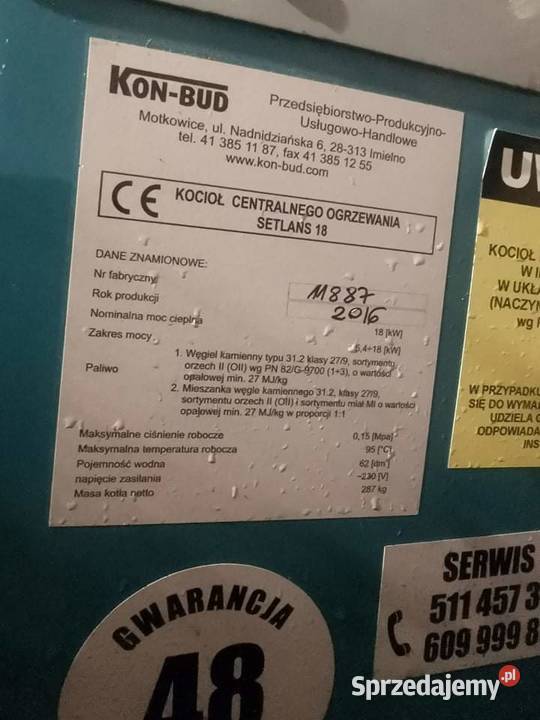 KON-BUD
Przedsiębiorstwo-Produkcyjno-
Usługowo-Handlowe
Motkowice, ul. Nadnidziańska 6, 28-313 Imielno
tel. 41 385 11 87, fax 41 385 12 55
www.kon-bud.com
CE KOCIOŁ CENTRALNEGO OGRZEWANIA
SETLANS 18
DANE ZNAMIONOWE:
Nr fabryczny M887
Rok produkcji 2016
Nominalna moc cieplna 18 [kW]
Zakres mocy 5,4÷18 [kW]
Paliwo
1. Węgiel kamienny typu 31.2 klasy 27/9, sortymentu
orzech II (OII) wg PN 82/G-9700 (1+3), o wartości
opałowej min. 27 MJ/kg
2. Mieszanka węgle kamiennego 31.2, klasy 27/9,
sortymentu orzech II (OII) i sortymentu miał MI o wartości
opałowej min. 27 MJ/kg w proporcji 1:1
Maksymalne ciśnienie robocze 0,15 [Mpa]
Maksymalna temperatura robocza 95 [°C]
Pojemność wodna 62 [dm³]
napięcie zasilania ~230 [V]
Masa kotła netto 287 kg
GWARANCJA
48
UW
KOCIOŁ
W I
W UKŁA
(NACZYN
wg
W PRZYPADKU
SIĘ DO WYMA
UDZIELA G
ODPOWIADA
INS
SERWIS
511 457 3
609 999 8
Sprzedajemy.pl